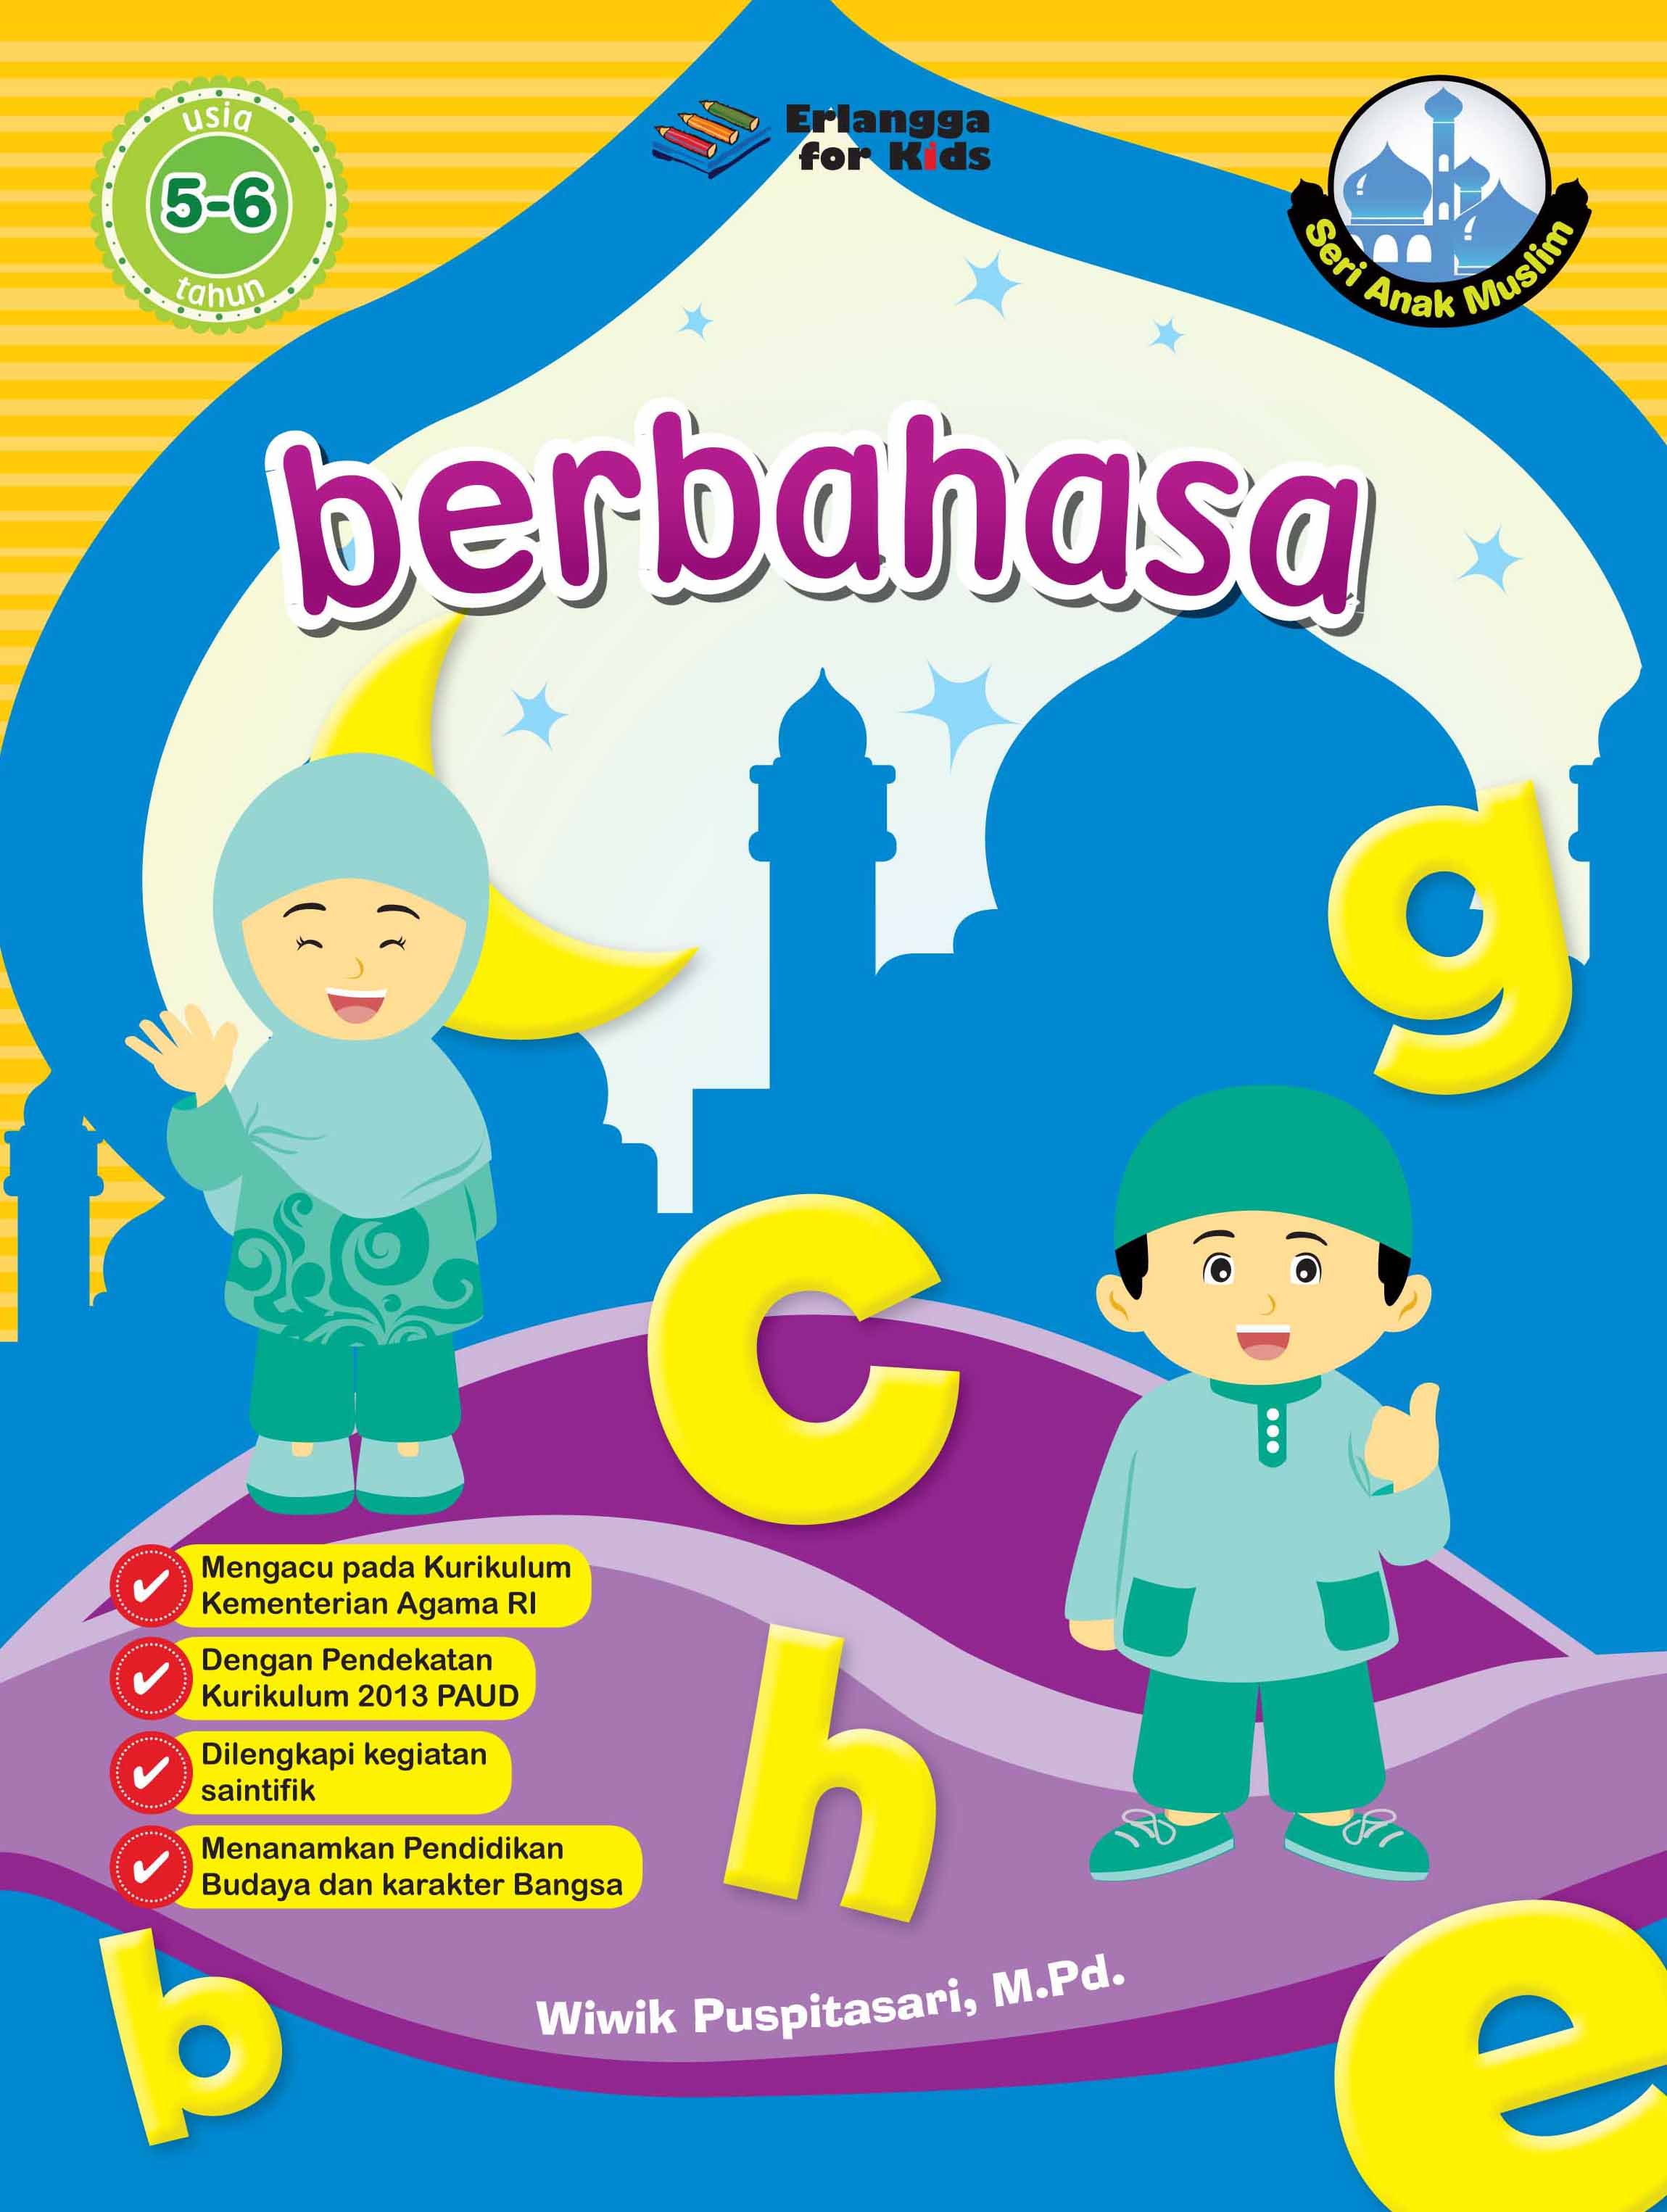 usia
5-6
tahun
Erlangga
for Kids
Seri Anak Muslim
berbahasa
g
c
Mengacu pada Kurikulum
Kementerian Agama RI
Dengan Pendekatan
Kurikulum 2013 PAUD
Dilengkapi kegiatan
saintifik
Menanamkan Pendidikan
Budaya dan karakter Bangsa
h
b
Wiwik Puspitasari, M.Pd.
e